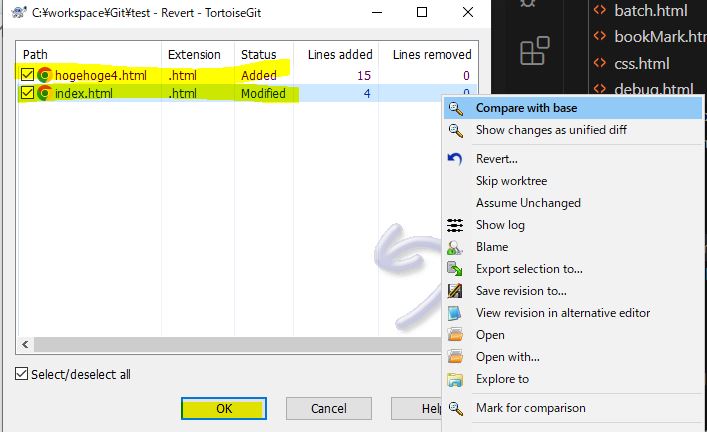 C:¥workspace¥Git¥test - Revert - TortoiseGit
Path Extension Status Lines added Lines removed
hogehoge4.html .html Added 15 0
index.html .html Modified 4 0
Select/deselect all
OK Cancel Help
batch.html
bookMark.html
css.html
debug.html
Compare with base
Show changes as unified diff
Revert...
Skip worktree
Assume Unchanged
Show log
Blame
Export selection to...
Save revision to...
View revision in alternative editor
Open
Open with...
Explore to
Mark for comparison